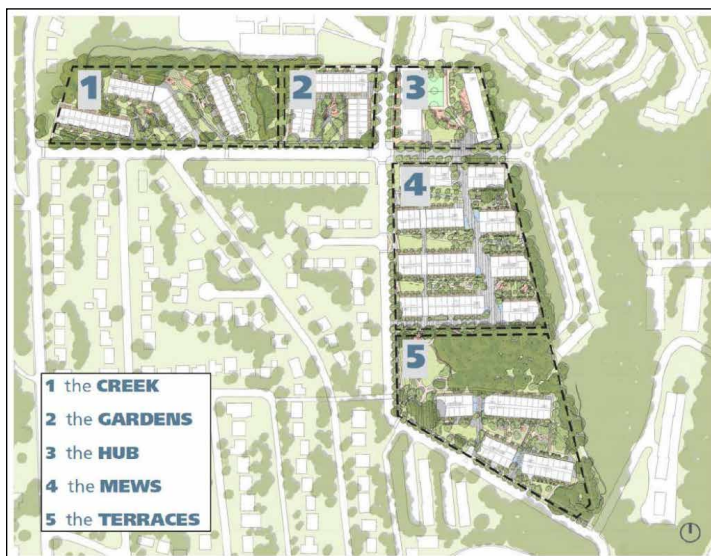 1
2
3
4
5
1 the CREEK
2 the GARDENS
3 the HUB
4 the MEWS
5 the TERRACES